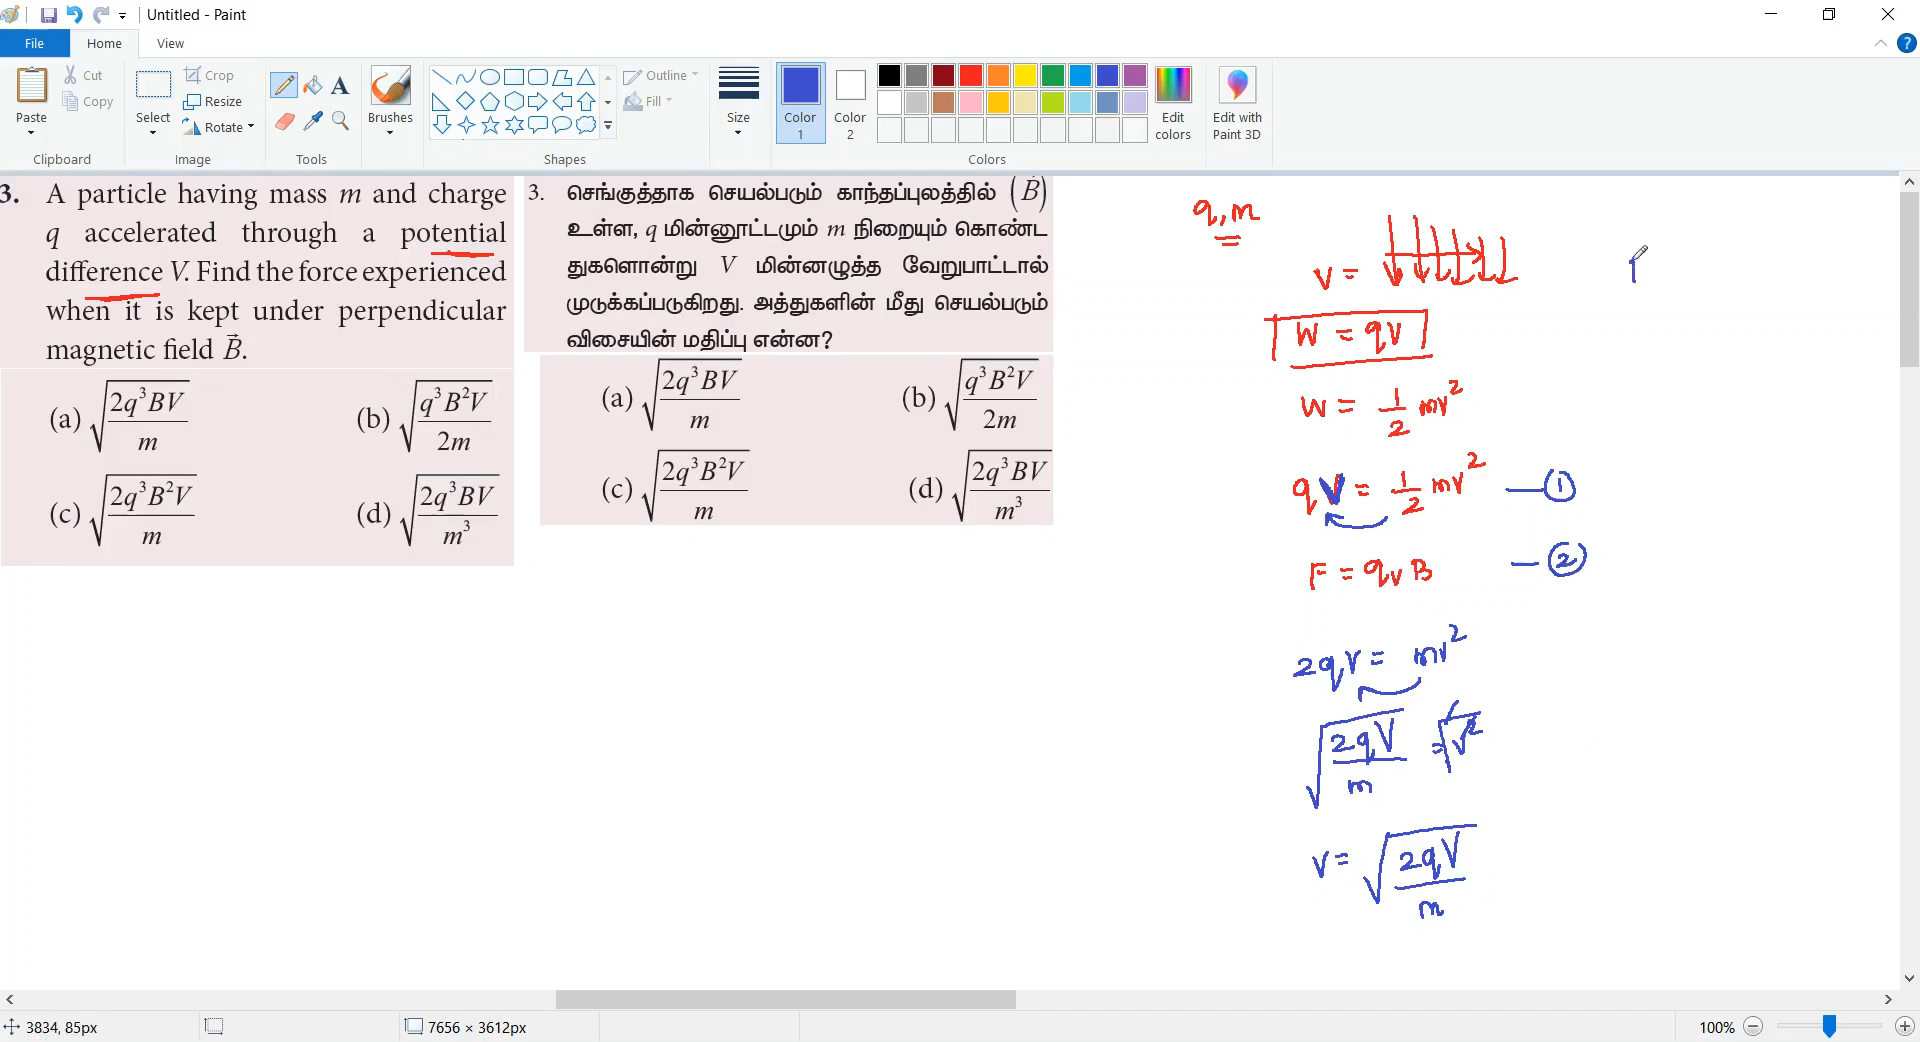 Untitled - Paint
File
Home
View
Paste
Cut
Copy
Clipboard
Select
Crop
Resize
Rotate
Image
Tools
Brushes
Shapes
Outline
Fill
Size
Color 1
Color 2
Colors
Edit colors
Edit with Paint 3D
3. A particle having mass m and charge
q accelerated through a potential
difference V. Find the force experienced
when it is kept under perpendicular
magnetic field B⃗.
(a) √(2q³BV/m) (b) √(q³B²V/2m)
(c) √(2q³B²V/m) (d) √(2q³BV/m³)
3. செங்குத்தாக செயல்படும் காந்தப்புலத்தில் (B⃗)
உள்ள, q மின்னூட்டமும் m நிறையும் கொண்ட
துகளொன்று V மின்னழுத்த வேறுபாட்டால்
முடுக்கப்படுகிறது. அத்துகளின் மீது செயல்படும்
விசையின் மதிப்பு என்ன?
(a) √(2q³BV/m) (b) √(q³B²V/2m)
(c) √(2q³B²V/m) (d) √(2q³BV/m³)
q, m
V =
W = qV
W = 1/2 mv²
qV = 1/2 mv² — ①
F = qvB — ②
2qV = mv²
√(2qV/m) = √v²
v = √(2qV/m)
3834, 85px
7656 × 3612px
100%